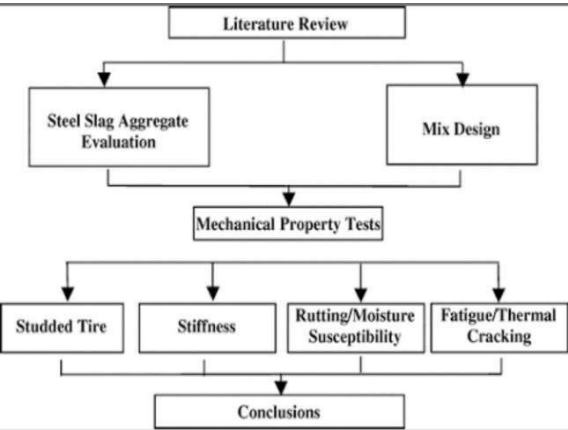 Literature Review
Steel Slag Aggregate
Evaluation
Mix Design
Mechanical Property Tests
Studded Tire
Stiffness
Rutting/Moisture
Susceptibility
Fatigue/Thermal
Cracking
Conclusions